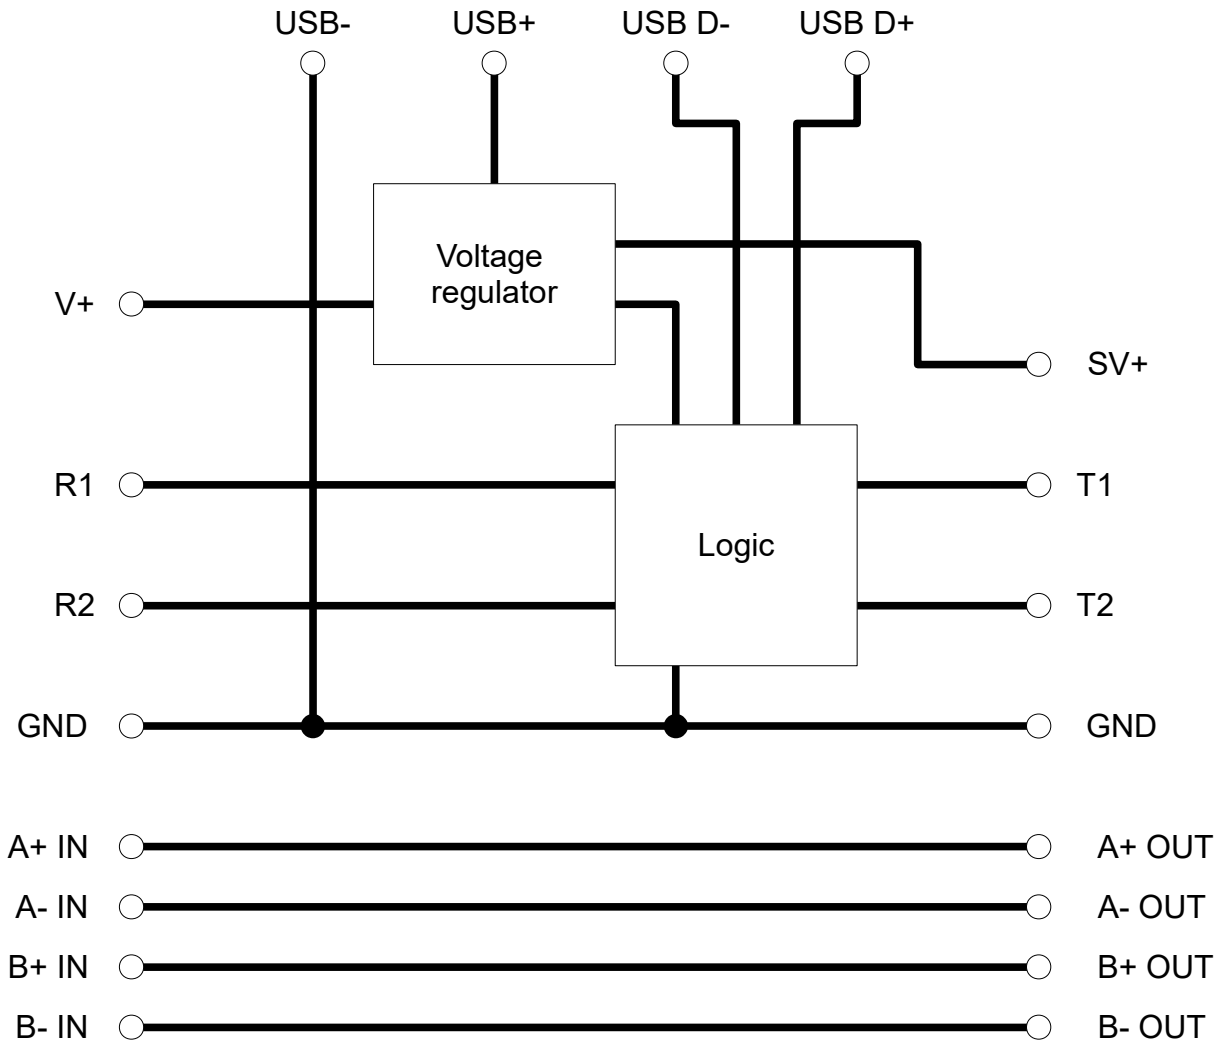 USB- USB+ USB D- USB D+
Voltage
regulator
V+
SV+
R1 T1
Logic
R2 T2
GND GND
A+ IN A+ OUT
A- IN A- OUT
B+ IN B+ OUT
B- IN B- OUT